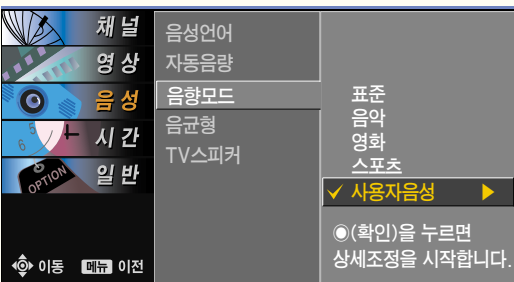 채널
영상
음성
시간
일반
OPTION
6 5
이동 메뉴 이전
음성언어
자동음량
음향모드
음균형
TV스피커
표준
음악
영화
스포츠
✓ 사용자음성 ▶
◉(확인)을 누르면
상세조정을 시작합니다.